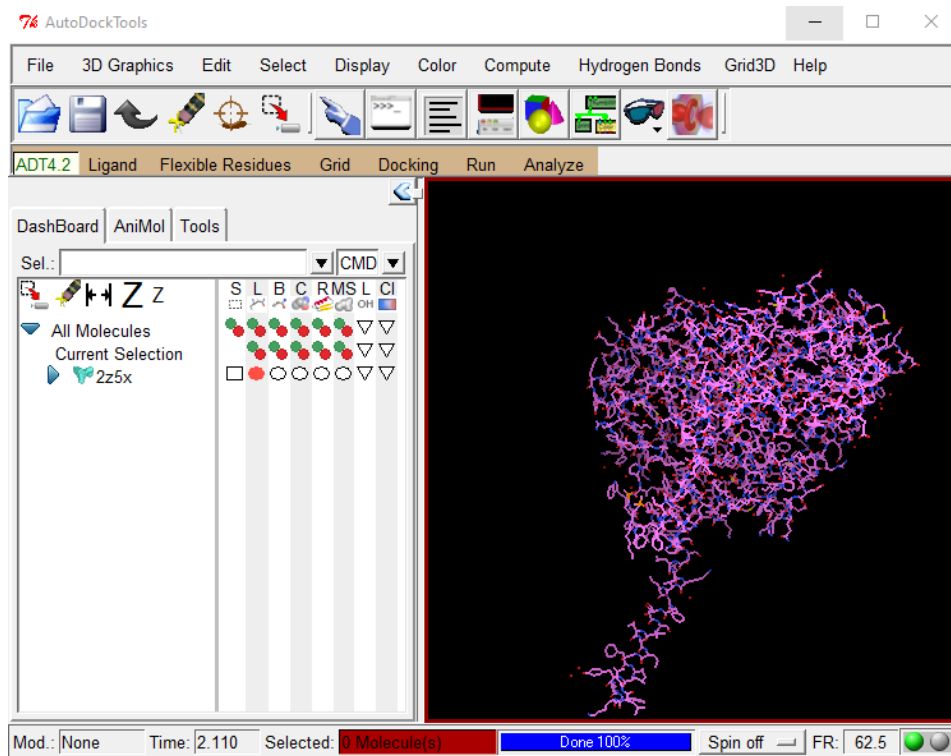 7k AutoDockTools
File 3D Graphics Edit Select Display Color Compute Hydrogen Bonds Grid3D Help
>>>_
ADT4.2 Ligand Flexible Residues Grid Docking Run Analyze
DashBoard AniMol Tools
Sel.: CMD
Z Z S L B C R MS L Cl
OH
All Molecules
Current Selection
2z5x
Mod.: None Time: 2.110 Selected: 0 Molecule(s) Done 100% Spin off FR: 62.5